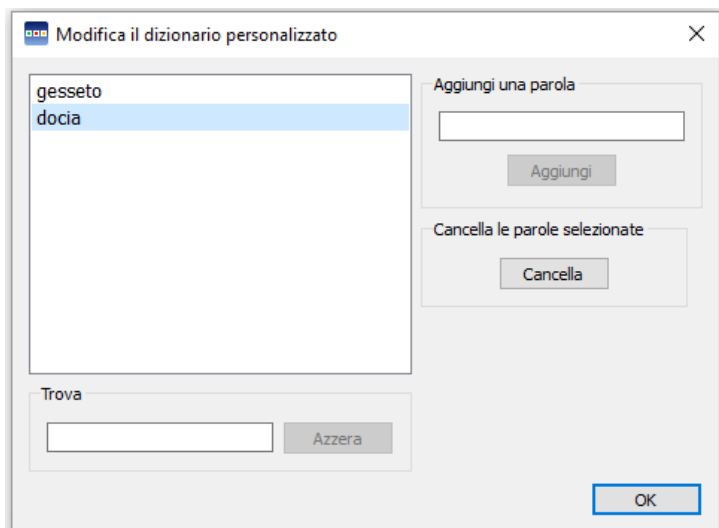 Modifica il dizionario personalizzato
gesseto
docia
Aggiungi una parola
Aggiungi
Cancella le parole selezionate
Cancella
Trova
Azzera
OK